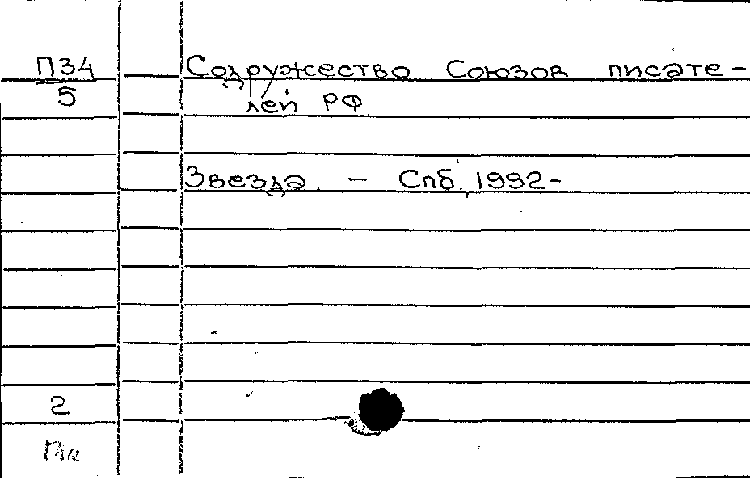 П34 Содружество Союзов писате-
5 лей РФ
Звезда. - Спб, 1992-
2